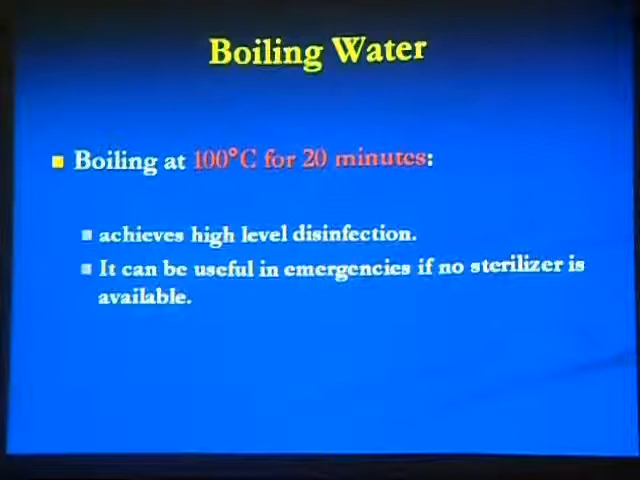 Boiling Water
Boiling at 100°C for 20 minutes:
achieves high level disinfection.
It can be useful in emergencies if no sterilizer is
available.